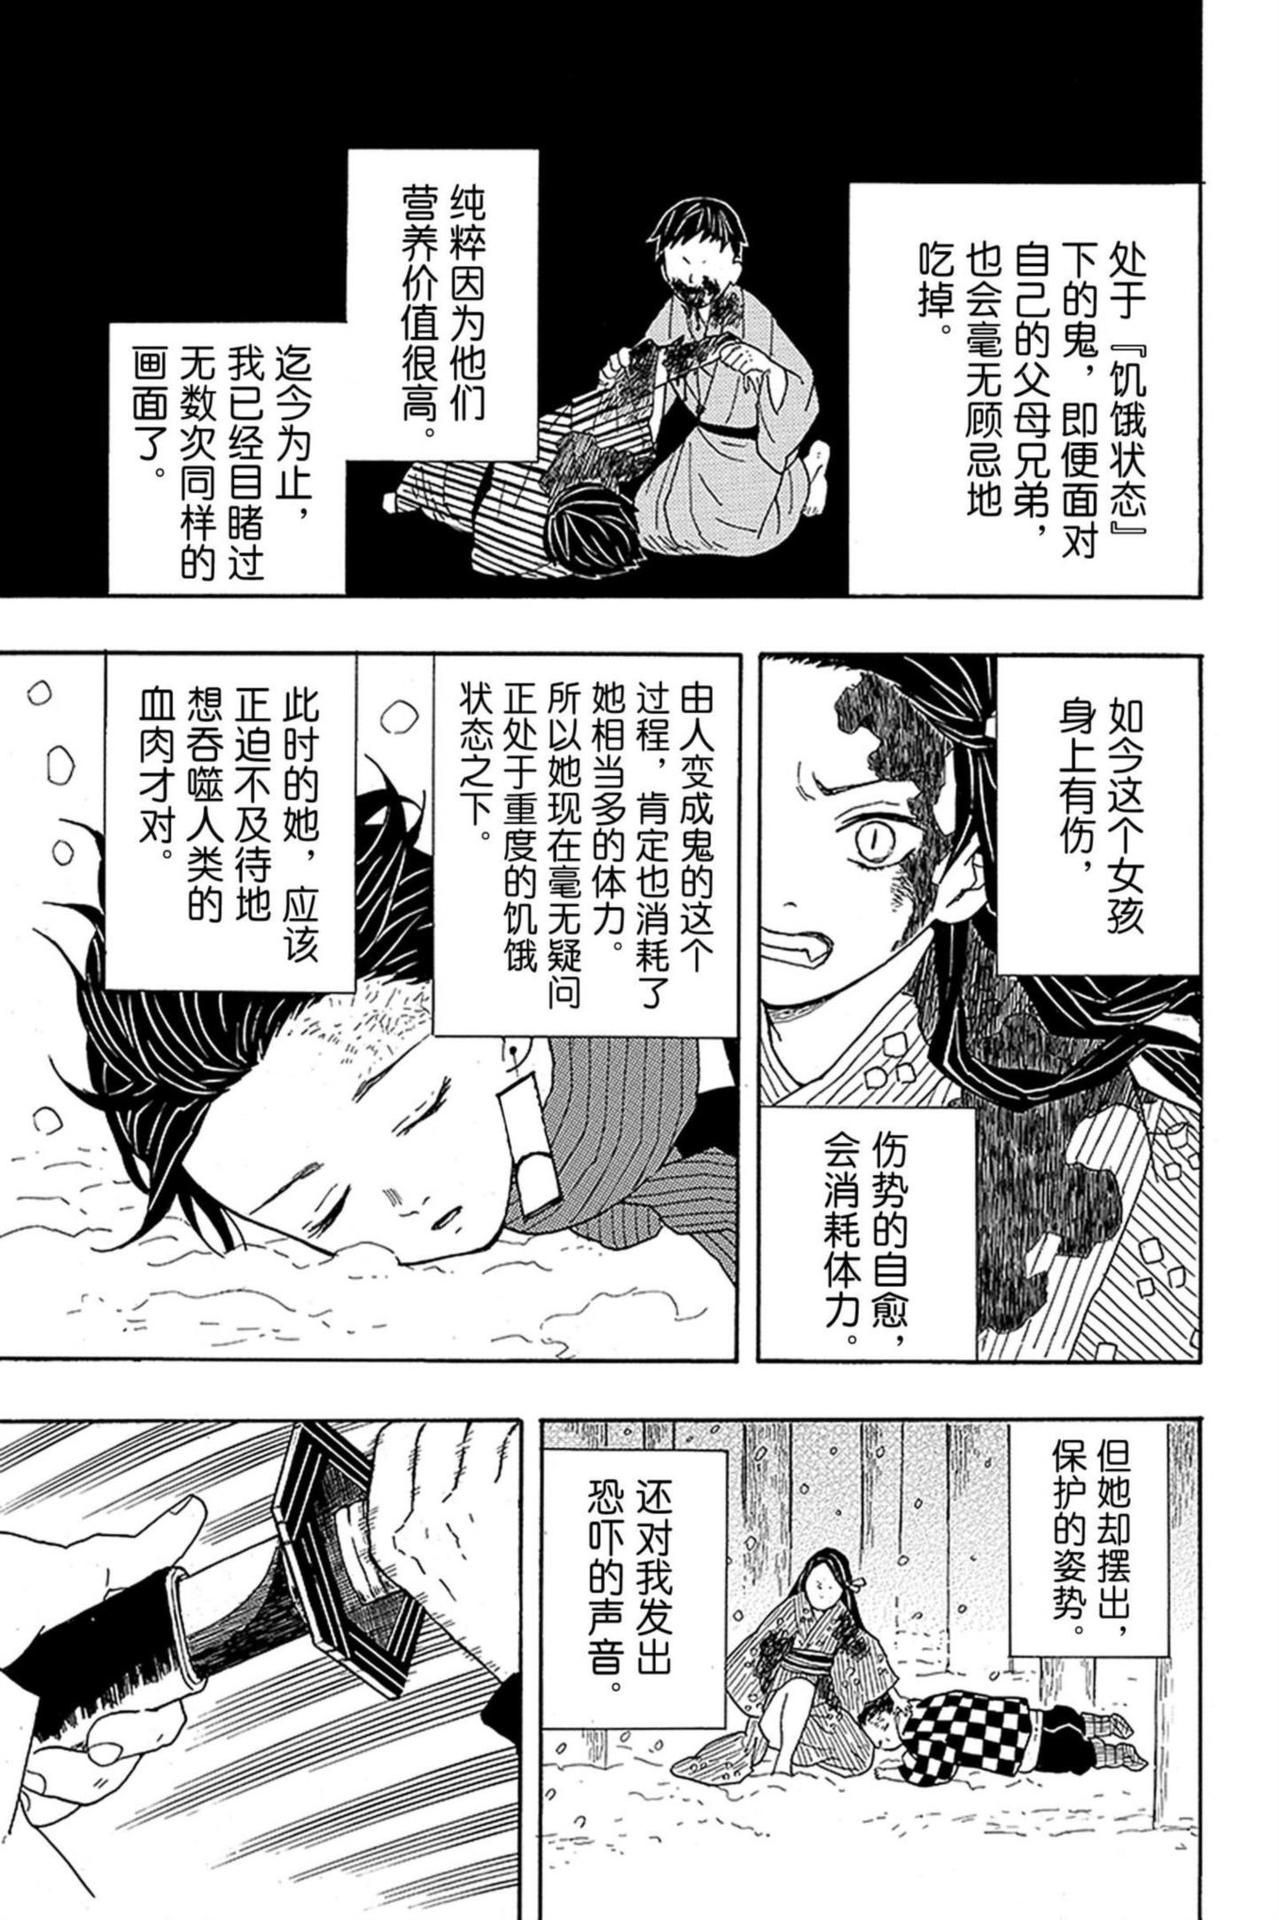 处于『饥饿状态』
下的鬼，即便面对
自己的父母兄弟，
也会毫无顾忌地
吃掉。
纯粹因为他们
营养价值很高。
迄今为止，
我已经目睹过
无数次同样的
画面了。
如今这个女孩
身上有伤，
伤势的自愈，
会消耗体力。
由人变成鬼的这个
过程，肯定也消耗了
她相当多的体力。
所以她现在毫无疑问
正处于重度的饥饿
状态之下。
此时的她，应该
正迫不及待地
想吞噬人类的
血肉才对。
但她却摆出，
保护的姿势。
还对我发出
恐吓的声音。